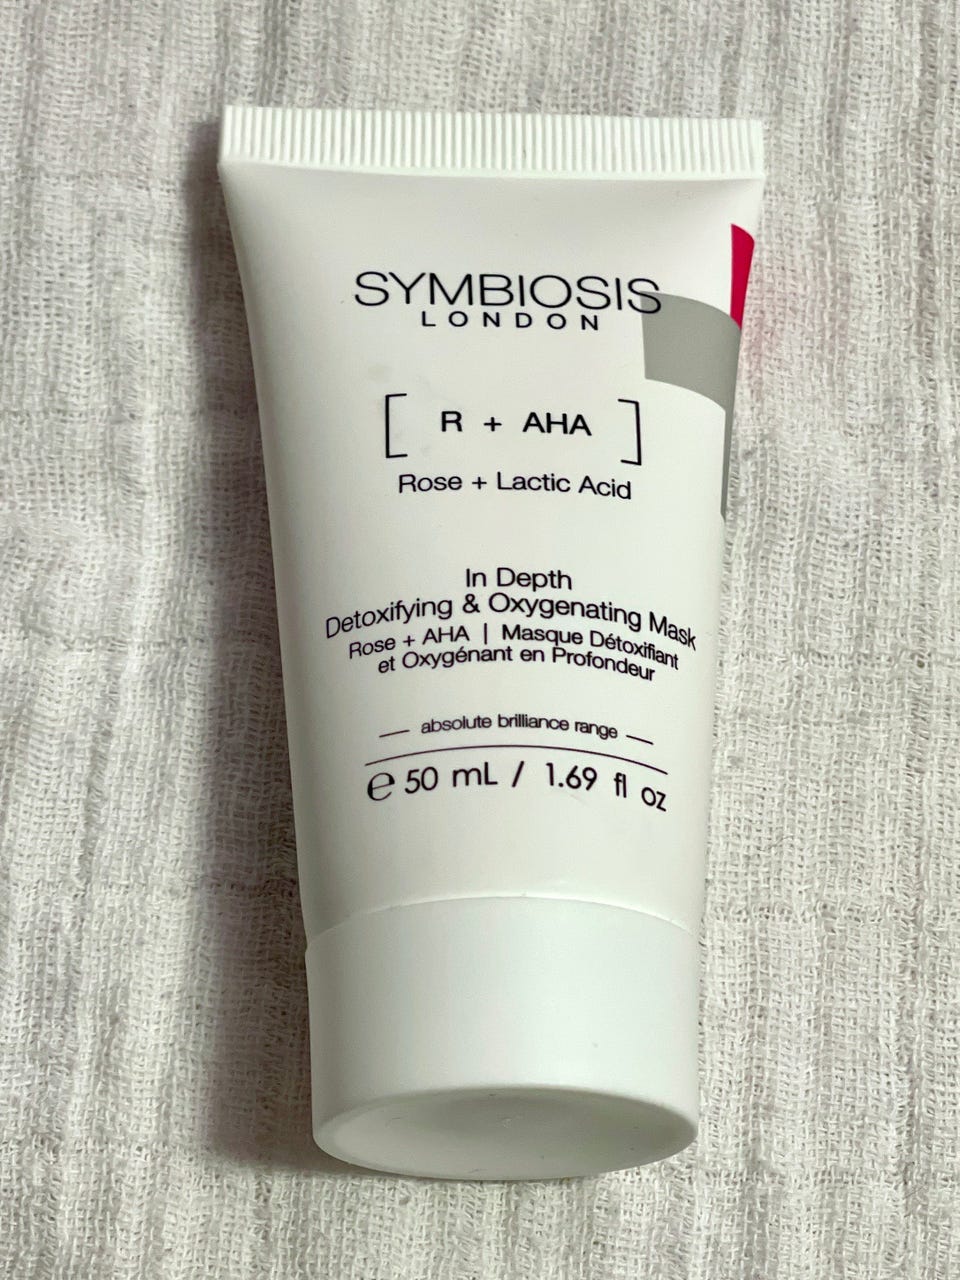 SYMBIOSIS
LONDON
[ R + AHA ]
Rose + Lactic Acid
In Depth
Detoxifying & Oxygenating Mask
Rose + AHA | Masque Détoxifiant
et Oxygénant en Profondeur
— absolute brilliance range —
℮ 50 mL / 1.69 fl oz